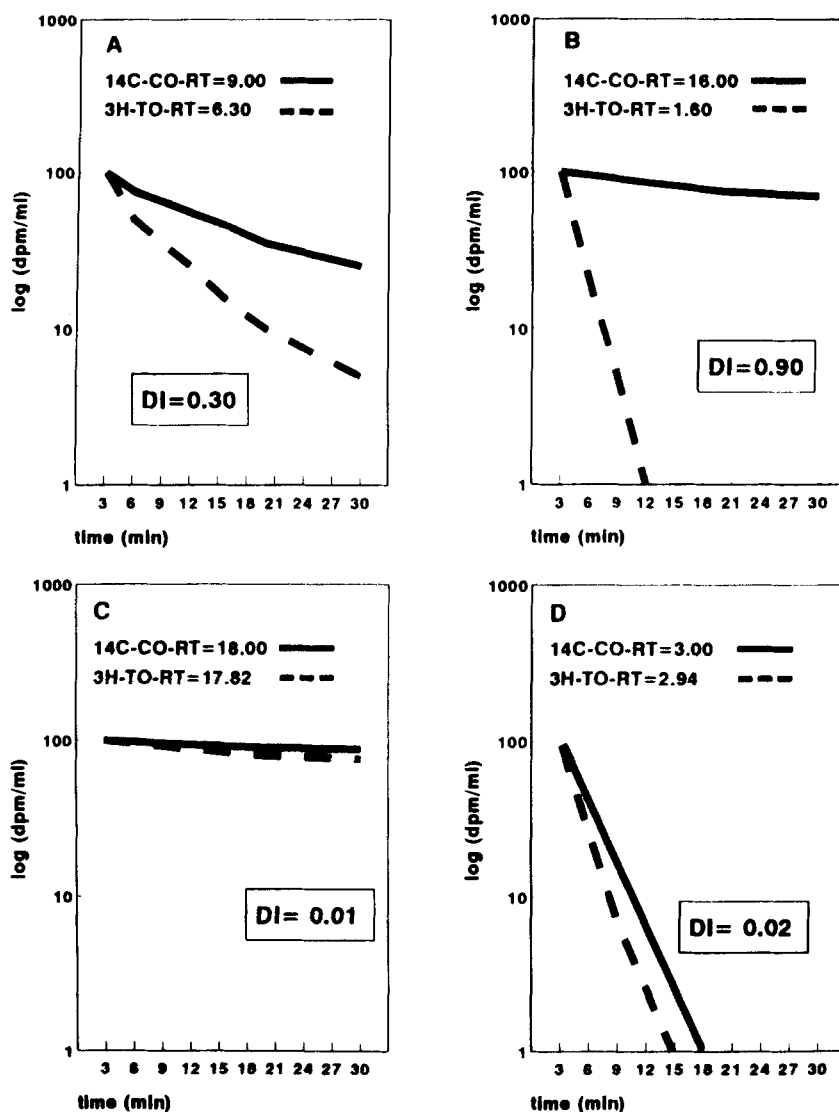 A
14C-CO-RT=9.00
3H-TO-RT=6.30
log (dpm/ml)
1000
100
10
1
DI=0.30
3 6 9 12 15 18 21 24 27 30
time (min)
B
14C-CO-RT=16.00
3H-TO-RT=1.60
log (dpm/ml)
1000
100
10
1
DI=0.90
3 6 9 12 15 18 21 24 27 30
time (min)
C
14C-CO-RT=18.00
3H-TO-RT=17.82
log (dpm/ml)
1000
100
10
1
DI= 0.01
3 6 9 12 15 18 21 24 27 30
time (min)
D
14C-CO-RT=3.00
3H-TO-RT=2.94
log (dpm/ml)
1000
100
10
1
DI= 0.02
3 6 9 12 15 18 21 24 27 30
time (min)